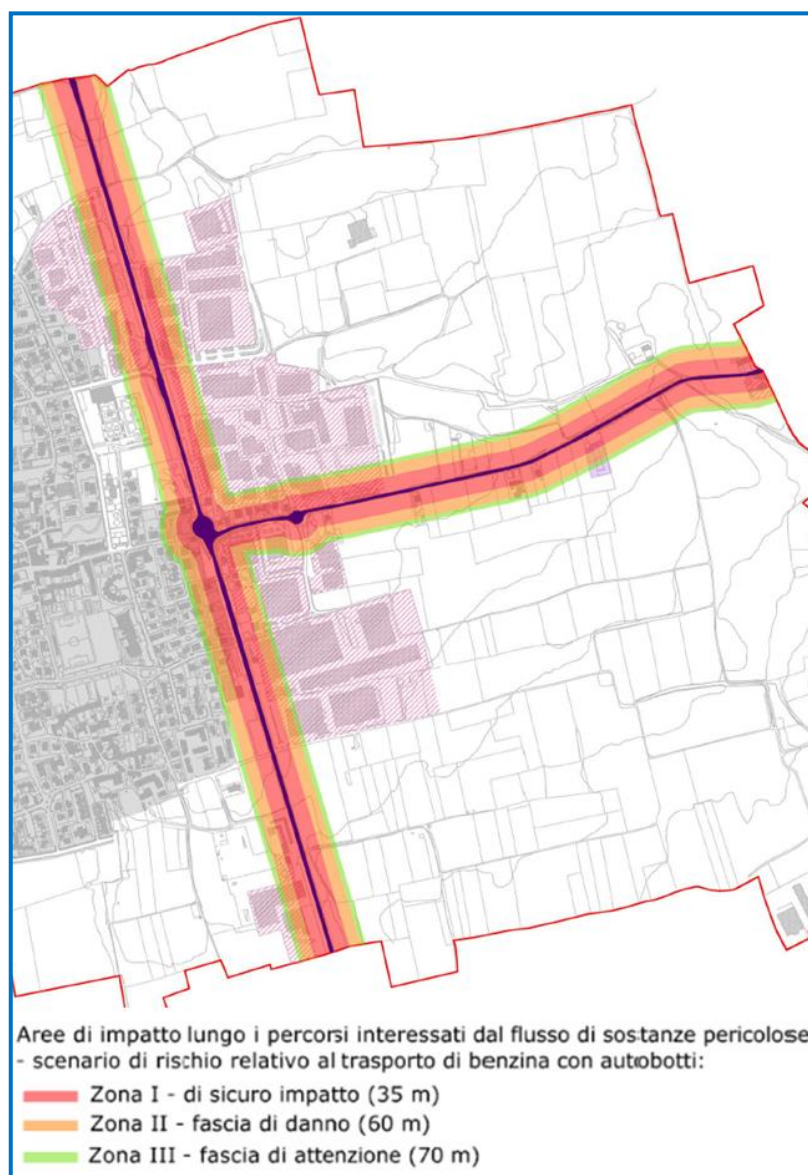 Aree di impatto lungo i percorsi interessati dal flusso di sostanze pericolose
- scenario di rischio relativo al trasporto di benzina con autobotti:
Zona I - di sicuro impatto (35 m)
Zona II - fascia di danno (60 m)
Zona III - fascia di attenzione (70 m)